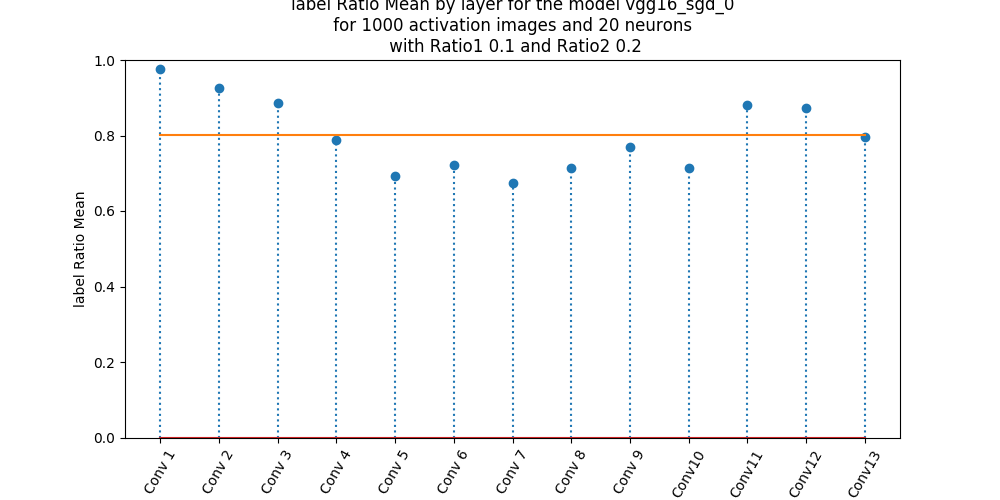 label Ratio Mean by layer for the model vgg16_sgd_0
for 1000 activation images and 20 neurons
with Ratio1 0.1 and Ratio2 0.2
1.0
0.8
0.6
0.4
0.2
0.0
label Ratio Mean
Conv 1
Conv 2
Conv 3
Conv 4
Conv 5
Conv 6
Conv 7
Conv 8
Conv 9
Conv10
Conv11
Conv12
Conv13